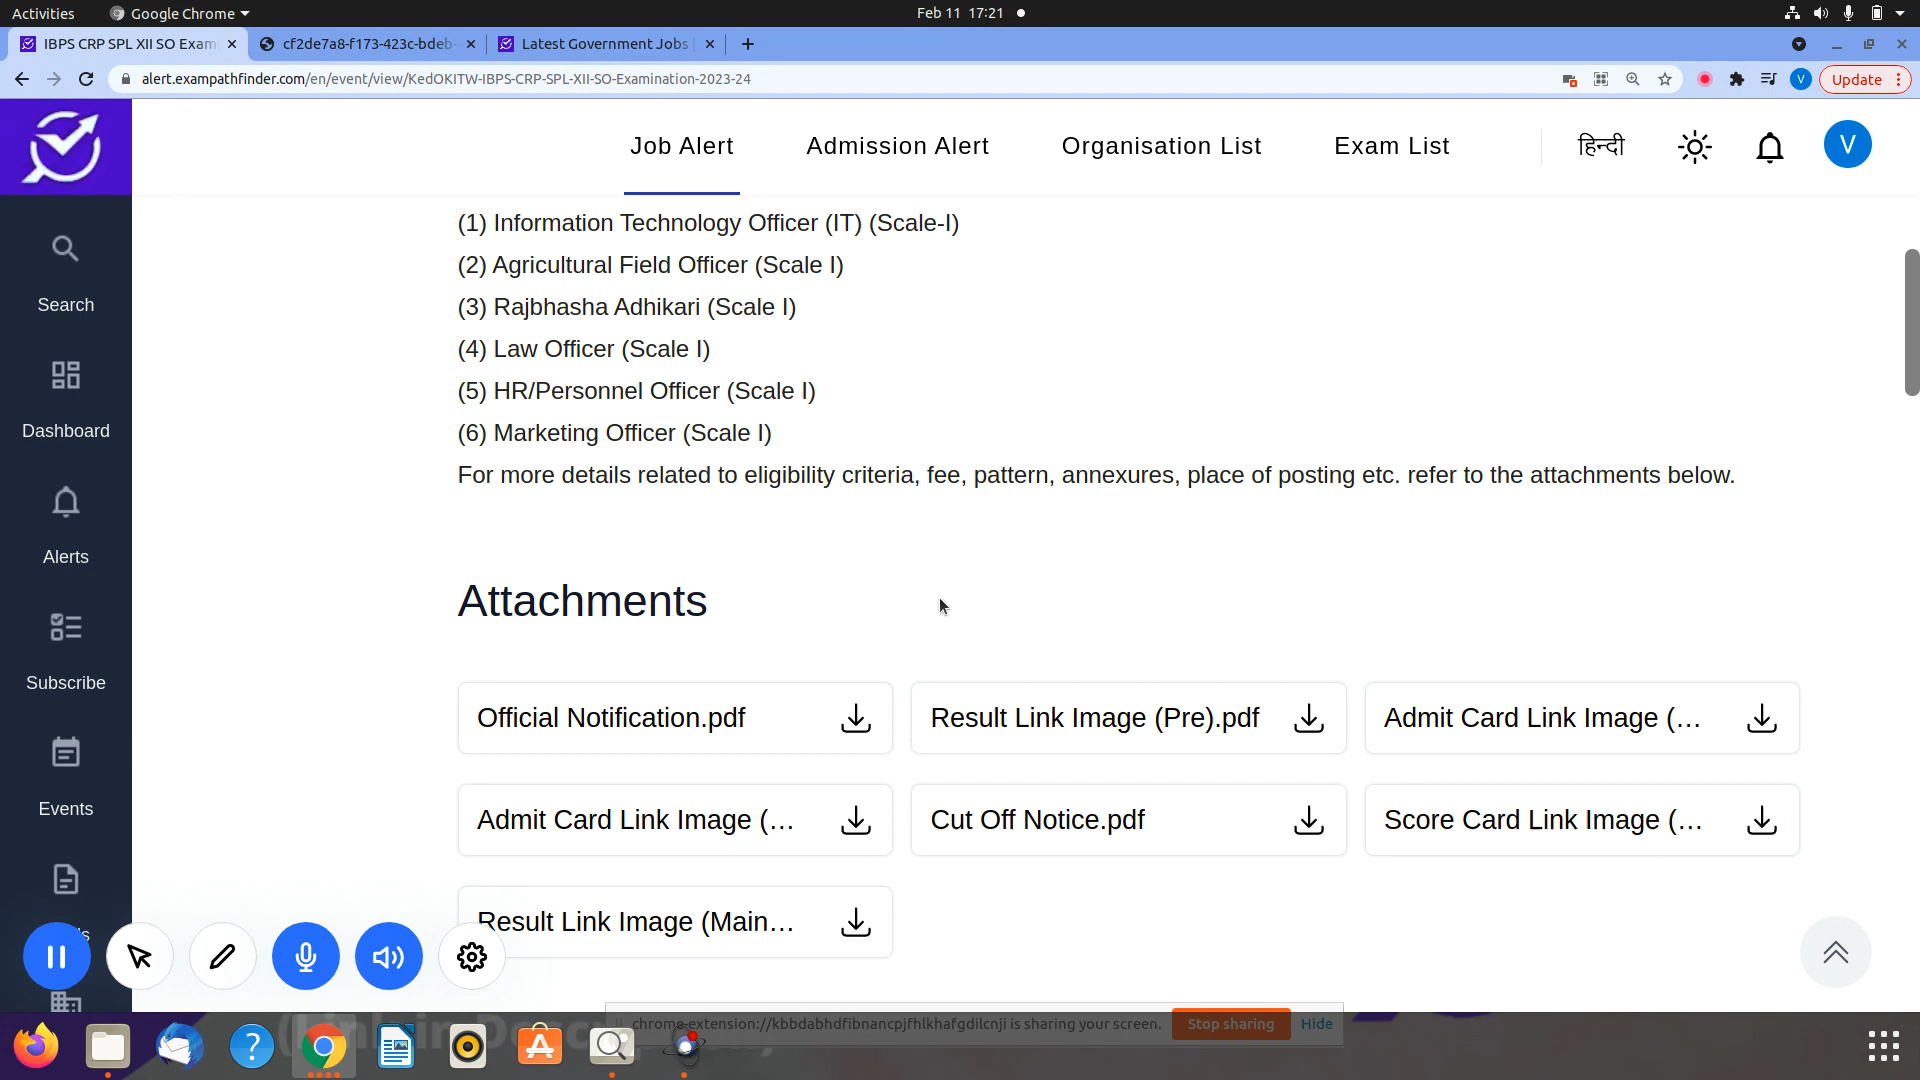 Activities
Google Chrome
Feb 11 17:21
IBPS CRP SPL XII SO Exam
cf2de7a8-f173-423c-bdeb-
Latest Government Jobs
alert.exampathfinder.com/en/event/view/KedOKITW-IBPS-CRP-SPL-XII-SO-Examination-2023-24
V
Update
Job Alert
Admission Alert
Organisation List
Exam List
हिन्दी
V
Search
Dashboard
Alerts
Subscribe
Events
(1) Information Technology Officer (IT) (Scale-I)
(2) Agricultural Field Officer (Scale I)
(3) Rajbhasha Adhikari (Scale I)
(4) Law Officer (Scale I)
(5) HR/Personnel Officer (Scale I)
(6) Marketing Officer (Scale I)
For more details related to eligibility criteria, fee, pattern, annexures, place of posting etc. refer to the attachments below.
Attachments
Official Notification.pdf
Result Link Image (Pre).pdf
Admit Card Link Image (...
Admit Card Link Image (...
Cut Off Notice.pdf
Score Card Link Image (...
Result Link Image (Main...
chrome-extension://kbbdabhdfibnancpjfhlkhafgdilcnji is sharing your screen.
Stop sharing
Hide